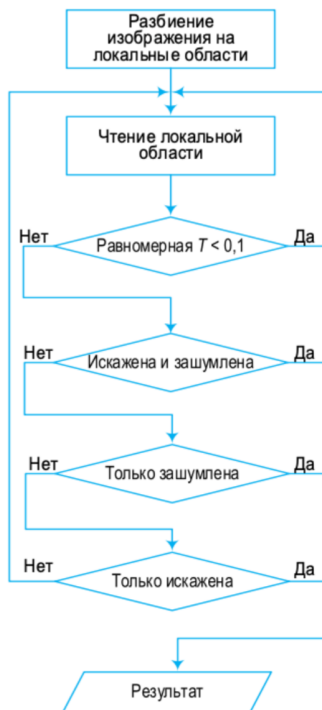 Разбиение
изображения на
локальные области
Чтение локальной
области
Нет
Да
Равномерная T < 0,1
Нет
Да
Искажена и зашумлена
Нет
Да
Только зашумлена
Нет
Да
Только искажена
Результат